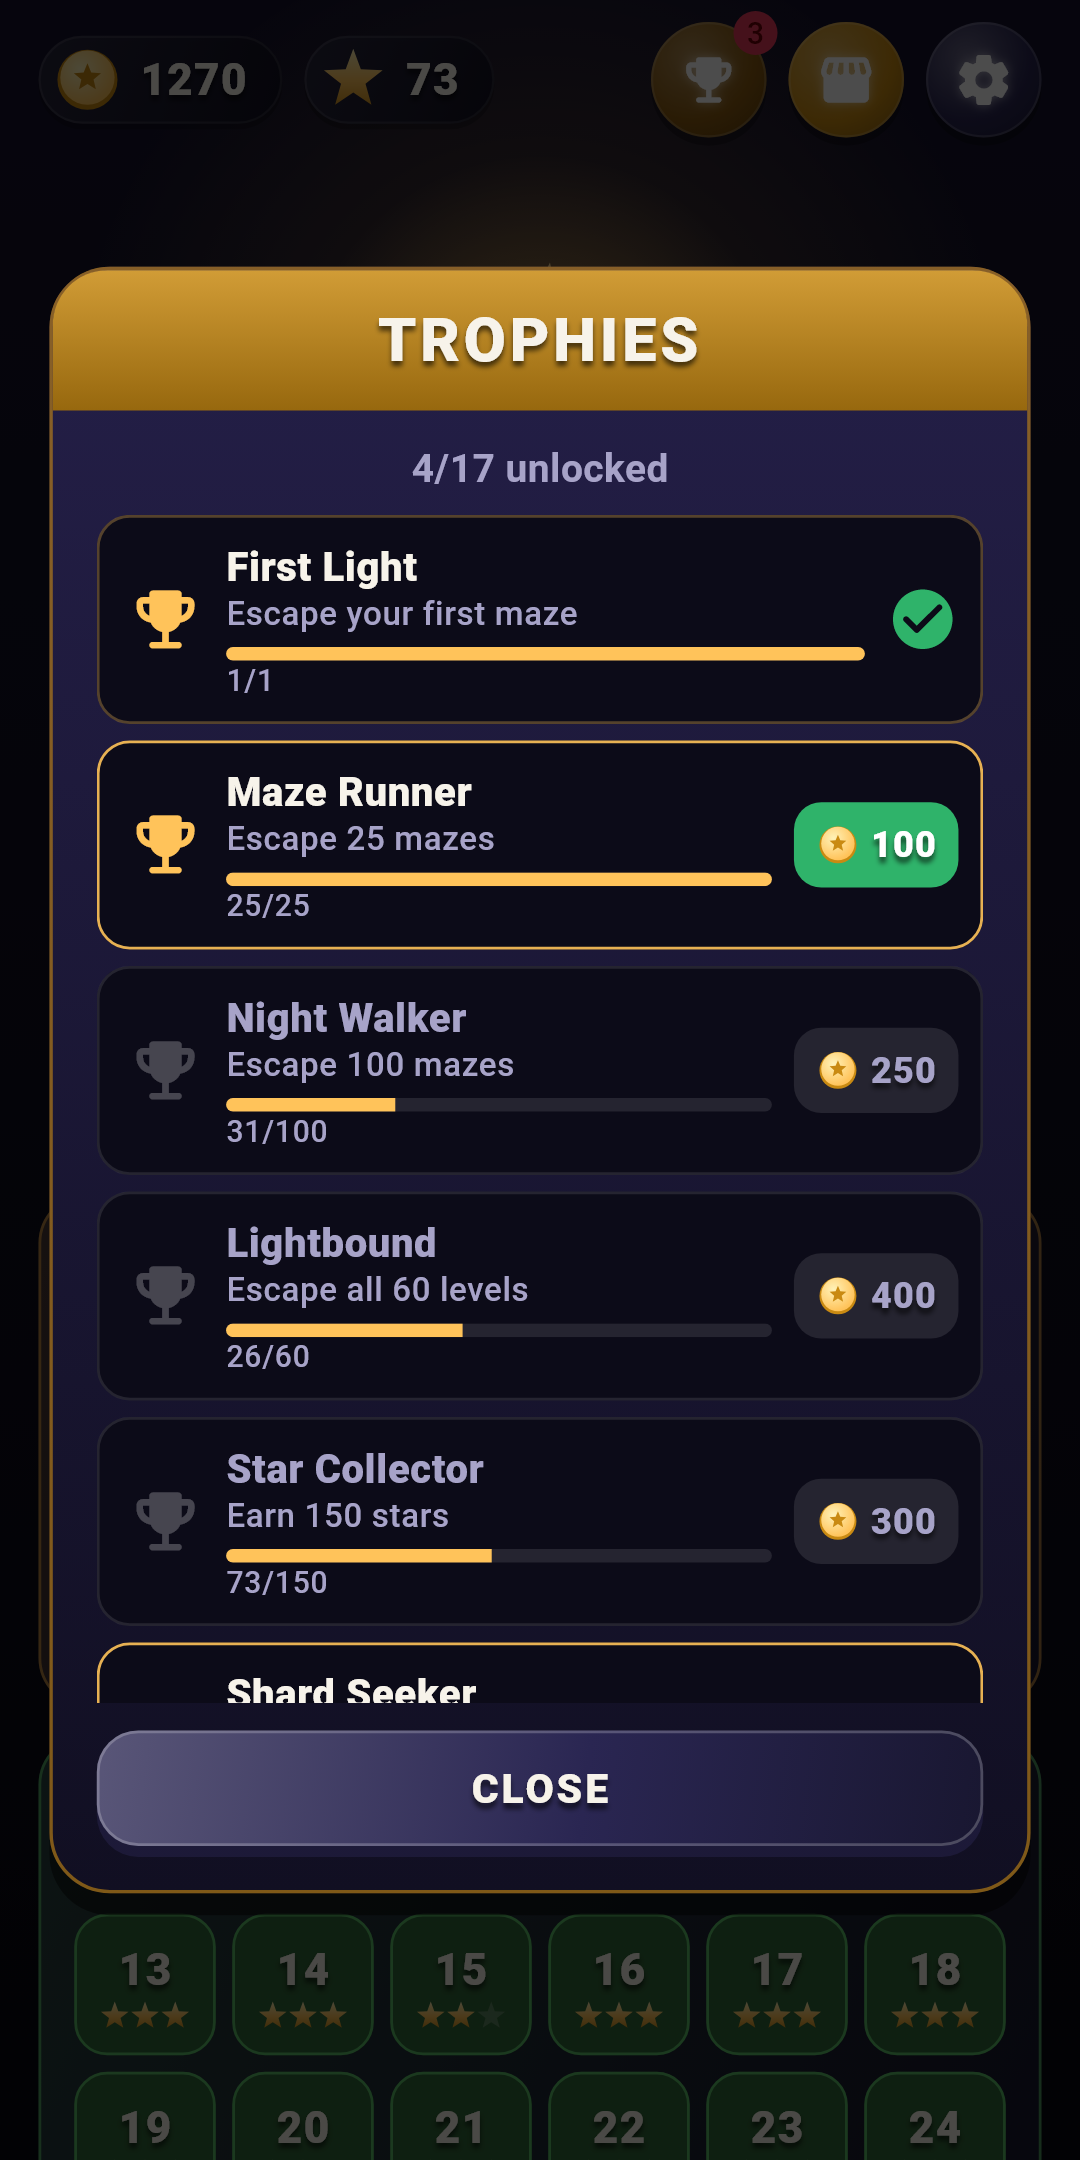 1270
73
3
TROPHIES
4/17 unlocked
First Light
Escape your first maze
1/1
Maze Runner
Escape 25 mazes
25/25
100
Night Walker
Escape 100 mazes
31/100
250
Lightbound
Escape all 60 levels
26/60
400
Star Collector
Earn 150 stars
73/150
300
Shard Seeker
CLOSE
13 14 15 16 17 18
19 20 21 22 23 24